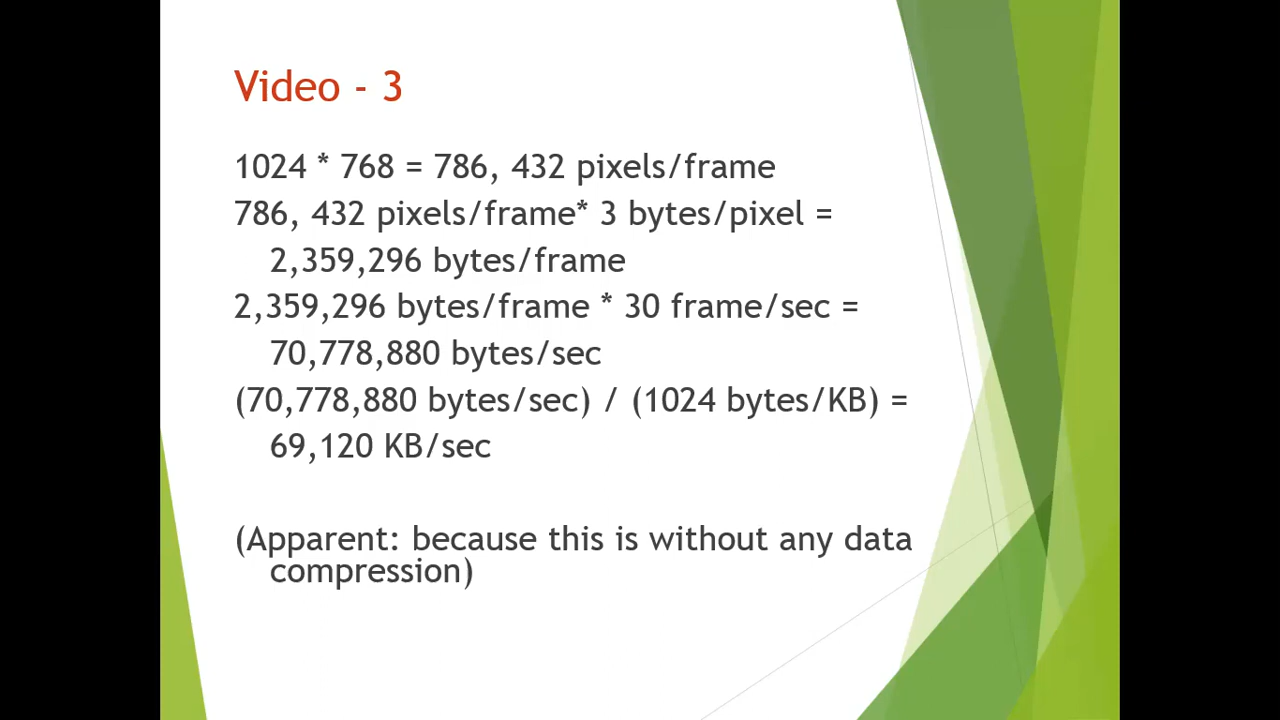 Video - 3
1024 * 768 = 786, 432 pixels/frame
786, 432 pixels/frame* 3 bytes/pixel =
2,359,296 bytes/frame
2,359,296 bytes/frame * 30 frame/sec =
70,778,880 bytes/sec
(70,778,880 bytes/sec) / (1024 bytes/KB) =
69,120 KB/sec
(Apparent: because this is without any data
compression)